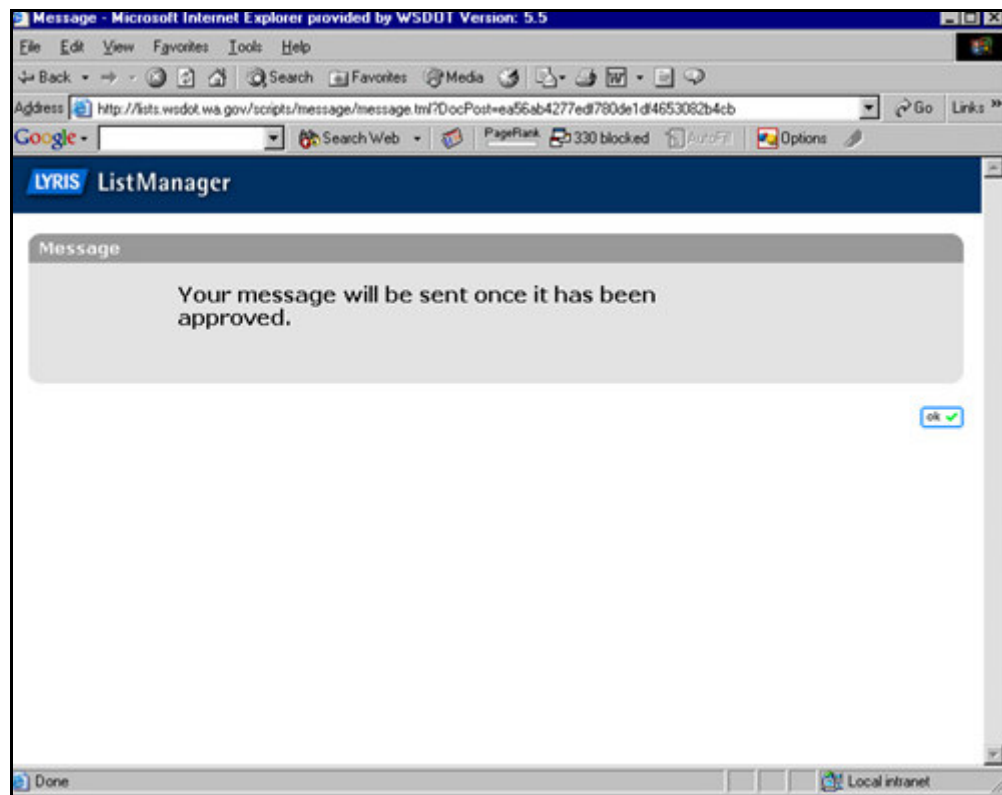 Message - Microsoft Internet Explorer provided by WSDOT Version: 5.5
File Edit View Favorites Tools Help
Back Search Favorites Media
Address http://lists.wsdot.wa.gov/scripts/message/message.tml?DocPost=ea56ab4277edf780de1df4653082b4cb Go Links »
Google Search Web PageRank 330 blocked AutoFill Options
LYRIS ListManager
Message
Your message will be sent once it has been
approved.
ok
Done Local intranet